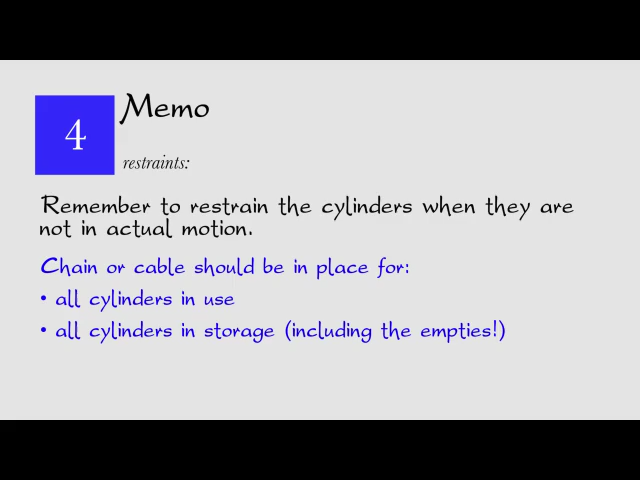 4
Memo
restraints:
Remember to restrain the cylinders when they are
not in actual motion.
Chain or cable should be in place for:
• all cylinders in use
• all cylinders in storage (including the empties!)